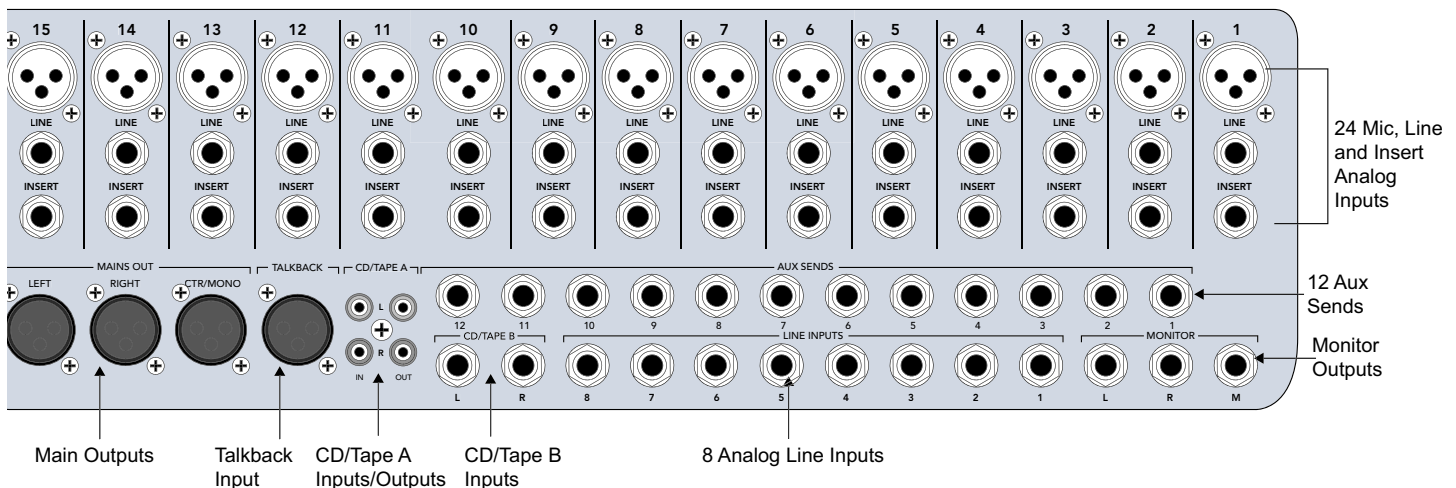 15 14 13 12 11 10 9 8 7 6 5 4 3 2 1
LINE LINE LINE LINE LINE LINE LINE LINE LINE LINE LINE LINE LINE LINE LINE
INSERT INSERT INSERT INSERT INSERT INSERT INSERT INSERT INSERT INSERT INSERT INSERT INSERT INSERT INSERT
24 Mic, Line
and Insert
Analog
Inputs
MAINS OUT TALKBACK CD/TAPE A AUX SENDS
LEFT RIGHT CTR/MONO
L
R
IN OUT
12 11 10 9 8 7 6 5 4 3 2 1
12 Aux
Sends
CD/TAPE B LINE INPUTS MONITOR
L R 8 7 6 5 4 3 2 1 L R M
Monitor
Outputs
Main Outputs
Talkback
Input
CD/Tape A
Inputs/Outputs
CD/Tape B
Inputs
8 Analog Line Inputs